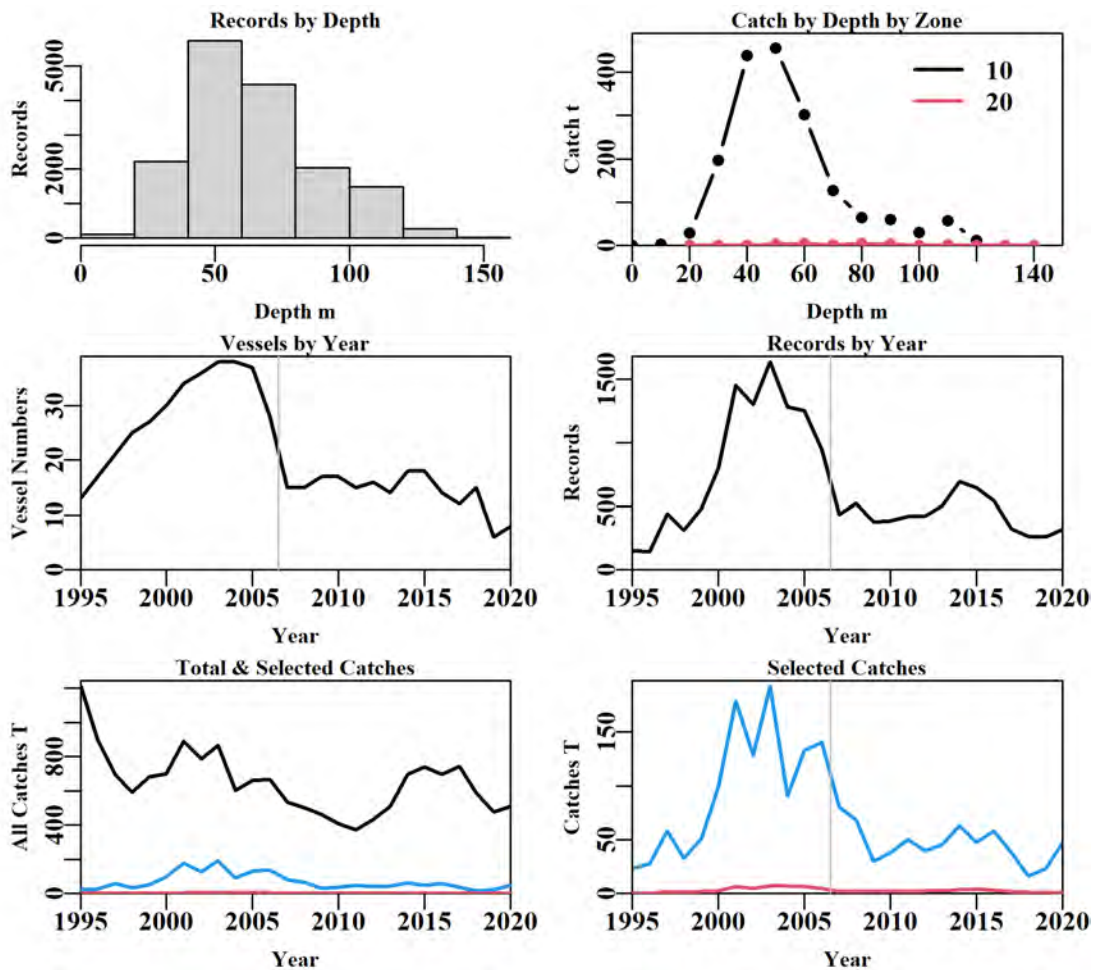 Records by Depth
Records
2000 5000
0
0 50 100 150
Depth m
Catch by Depth by Zone
Catch t
0 200 400
10
20
0 20 40 60 80 100 120 140
Depth m
Vessels by Year
Vessel Numbers
0 10 20 30
1995 2000 2005 2010 2015 2020
Year
Records by Year
Records
0 500 1500
1995 2000 2005 2010 2015 2020
Year
Total & Selected Catches
All Catches T
0 400 800
1995 2000 2005 2010 2015 2020
Year
Selected Catches
Catches T
0 50 150
1995 2000 2005 2010 2015 2020
Year